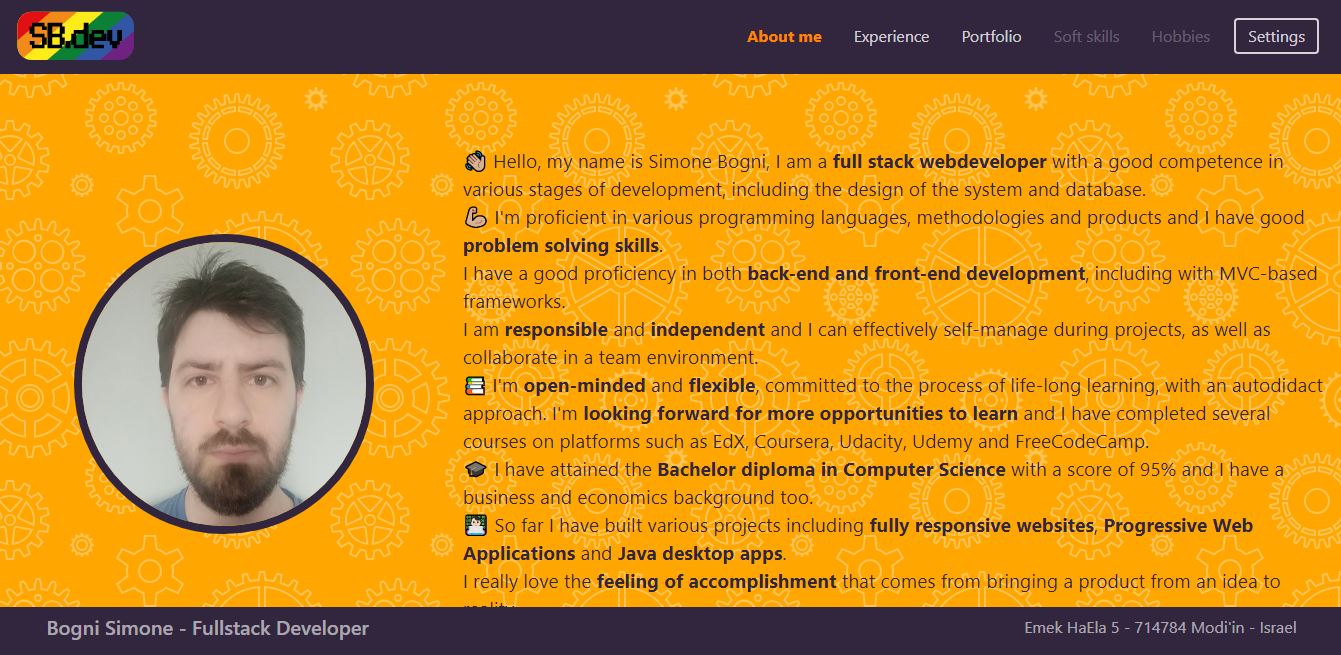 SB.dev
About me
Experience
Portfolio
Soft skills
Hobbies
Settings
👋 Hello, my name is Simone Bogni, I am a full stack webdeveloper with a good competence in
various stages of development, including the design of the system and database.
💪 I'm proficient in various programming languages, methodologies and products and I have good
problem solving skills.
I have a good proficiency in both back-end and front-end development, including with MVC-based
frameworks.
I am responsible and independent and I can effectively self-manage during projects, as well as
collaborate in a team environment.
📚 I'm open-minded and flexible, committed to the process of life-long learning, with an autodidact
approach. I'm looking forward for more opportunities to learn and I have completed several
courses on platforms such as EdX, Coursera, Udacity, Udemy and FreeCodeCamp.
🎓 I have attained the Bachelor diploma in Computer Science with a score of 95% and I have a
business and economics background too.
👨‍💻 So far I have built various projects including fully responsive websites, Progressive Web
Applications and Java desktop apps.
I really love the feeling of accomplishment that comes from bringing a product from an idea to
Bogni Simone - Fullstack Developer
Emek HaEla 5 - 714784 Modi'in - Israel